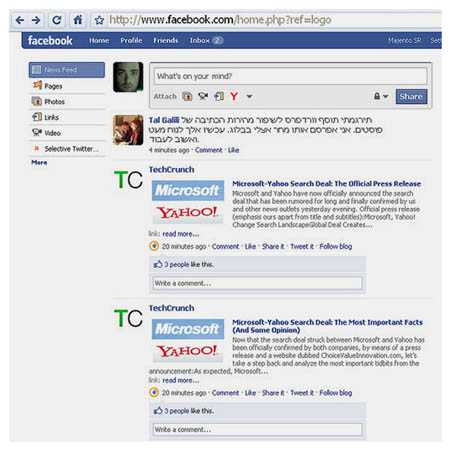 http://www.facebook.com/home.php?ref=logo
facebook Home Profile Friends Inbox 2 Majento SR Sett
News Feed
Pages
Photos
Links
Video
Selective Twitter...
More
What's on your mind?
Attach Share
Tal Galili תירגמתי תוסף וורדפרס לשיפור מהירות הכתיבה של
פוסטים. אני אפרסם אותו מחר אצלי בבלוג. עכשיו אלך לנוח מעט
ואשוב לעבוד.
4 minutes ago · Comment · Like
TC TechCrunch
Microsoft
YAHOO!
Microsoft-Yahoo Search Deal: The Official Press Release
Microsoft and Yahoo have now officially announced the search
deal that has been rumored for long and finally confirmed by us
and other news outlets yesterday evening. Official press release
(emphasis ours apart from title and subtitles):Microsoft, Yahoo!
Change Search LandscapeGlobal Deal Creates...
link: read more...
20 minutes ago · Comment · Like · Share it · Tweet it · Follow blog
3 people like this.
Write a comment...
TC TechCrunch
Microsoft
YAHOO!
Microsoft-Yahoo Search Deal: The Most Important Facts
(And Some Opinion)
Now that the search deal struck between Microsoft and Yahoo has
been officially confirmed by both companies, by means of a press
release and a website dubbed ChoiceValueInnovation.com, let's
take a step back and analyze the most important tidbits from the
announcement:As expected, Microsoft...
link: read more...
20 minutes ago · Comment · Like · Share it · Tweet it · Follow blog
3 people like this.
Write a comment...